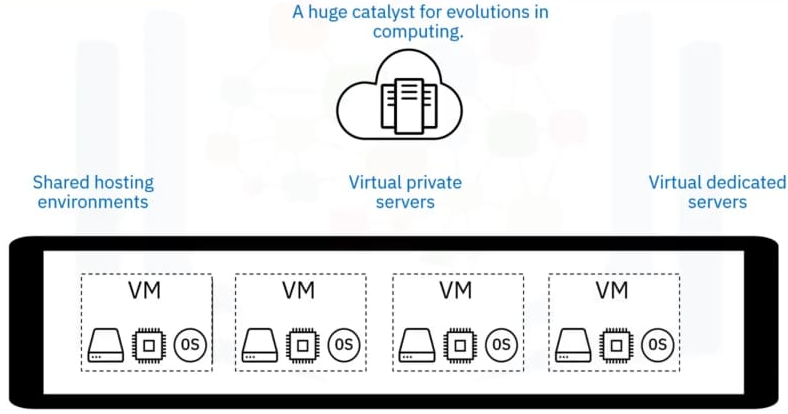 A huge catalyst for evolutions in
computing.
Shared hosting
environments
Virtual private
servers
Virtual dedicated
servers
VM
VM
VM
VM
OS
OS
OS
OS